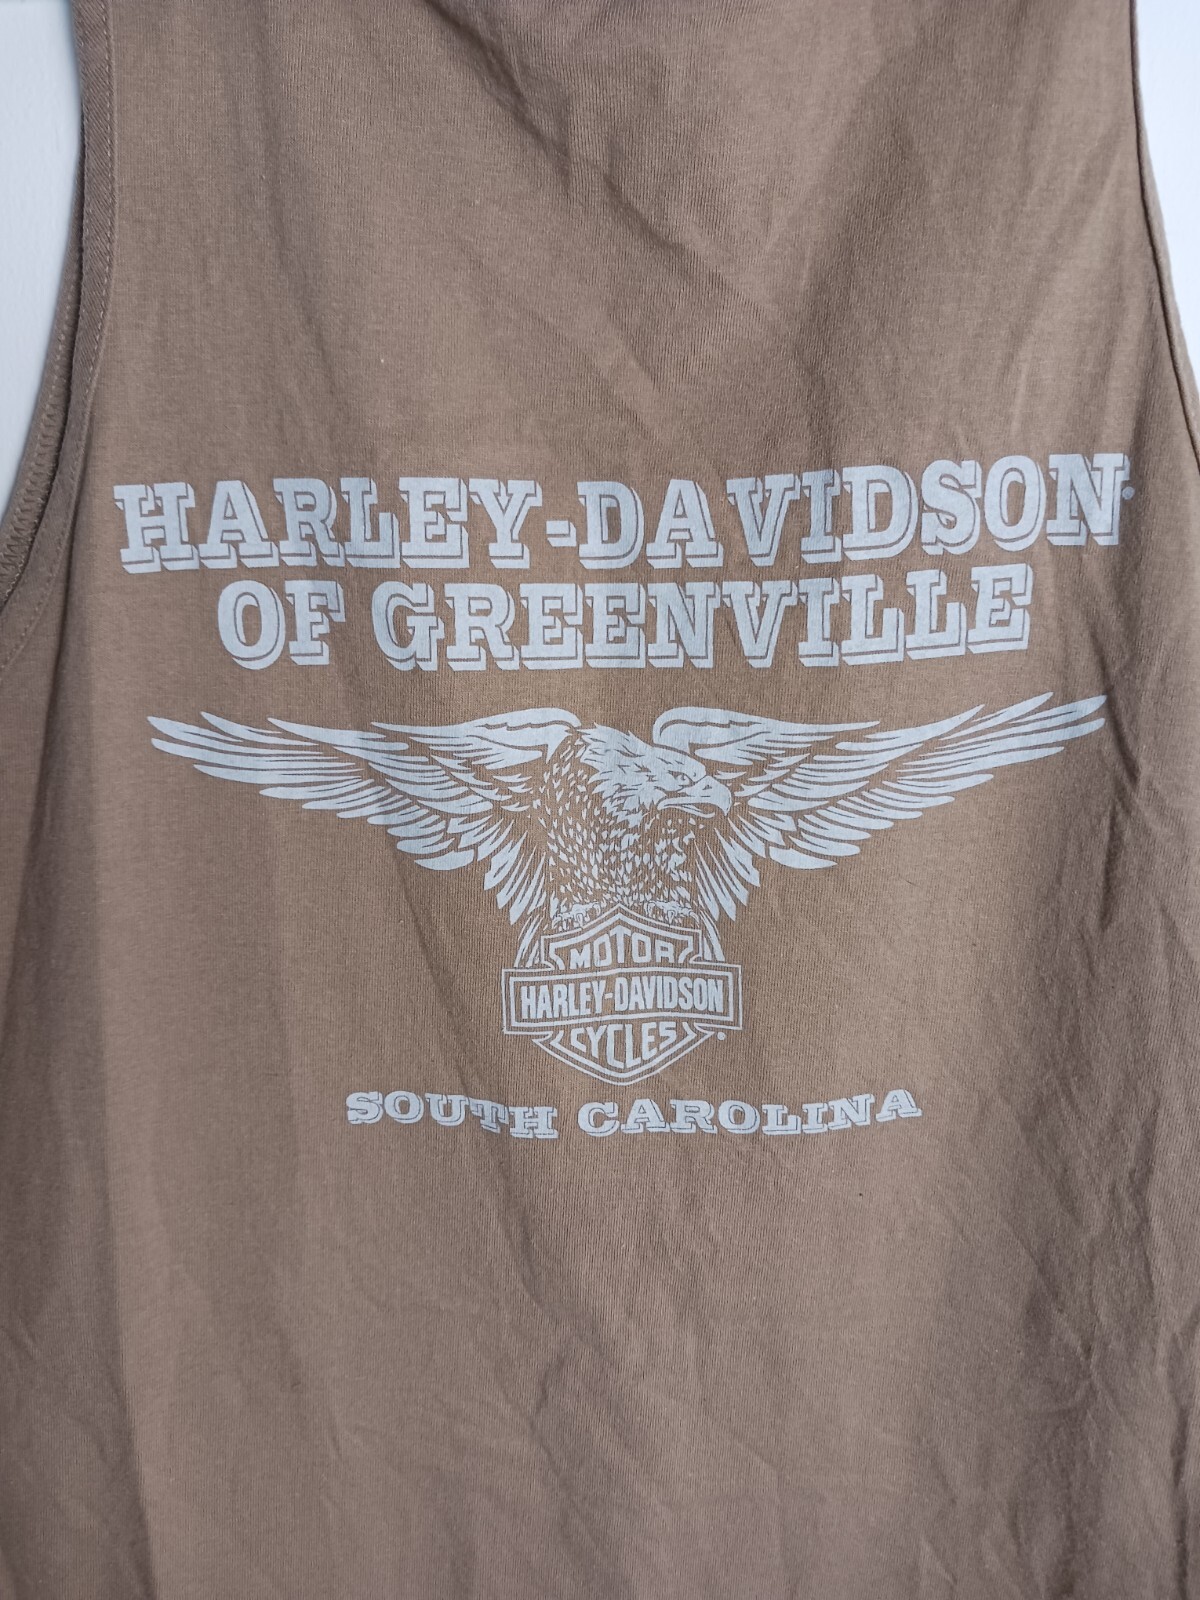 HARLEY-DAVIDSON
OF GREENVILLE
MOTOR
HARLEY-DAVIDSON
CYCLES
SOUTH CAROLINA